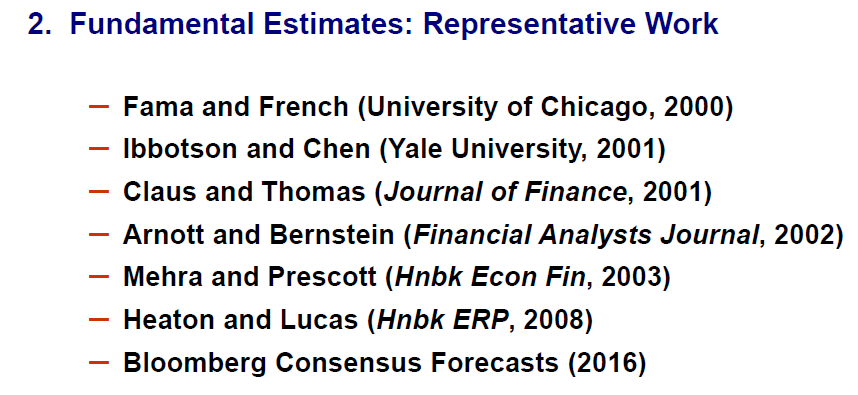 2. Fundamental Estimates: Representative Work
— Fama and French (University of Chicago, 2000)
— Ibbotson and Chen (Yale University, 2001)
— Claus and Thomas (Journal of Finance, 2001)
— Arnott and Bernstein (Financial Analysts Journal, 2002)
— Mehra and Prescott (Hnbk Econ Fin, 2003)
— Heaton and Lucas (Hnbk ERP, 2008)
— Bloomberg Consensus Forecasts (2016)